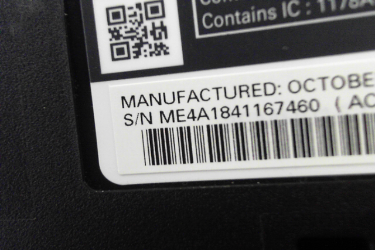 Contains IC : 1178A
MANUFACTURED: OCTOBE
S/N ME4A1841167460 ( AC